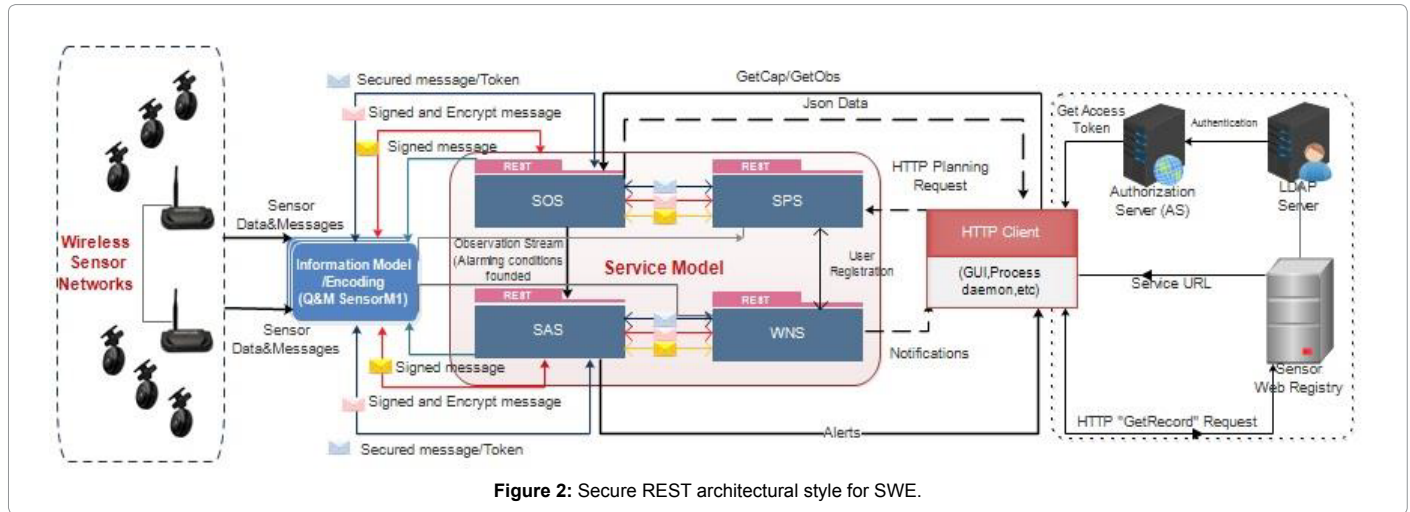 Secured message/Token
Signed and Encrypt message
Signed message
GetCap/GetObs
Json Data
Get Access
Token
Authentication
Authorization
Server (AS)
LDAP
Server
Wireless
Sensor
Networks
Sensor
Data&Messages
Sensor
Data&Messages
Information Model
/Encoding
(Q&M SensorM1)
REST
SOS
REST
SPS
HTTP Planning
Request
HTTP Client
(GUI,Process
daemon,etc)
Observation Stream
(Alarming conditions
founded
Service Model
User
Registration
REST
SAS
REST
WNS
Notifications
Service URL
Sensor
Web Registry
Signed message
Signed and Encrypt message
Secured message/Token
Alerts
HTTP "GetRecord" Request
Figure 2: Secure REST architectural style for SWE.